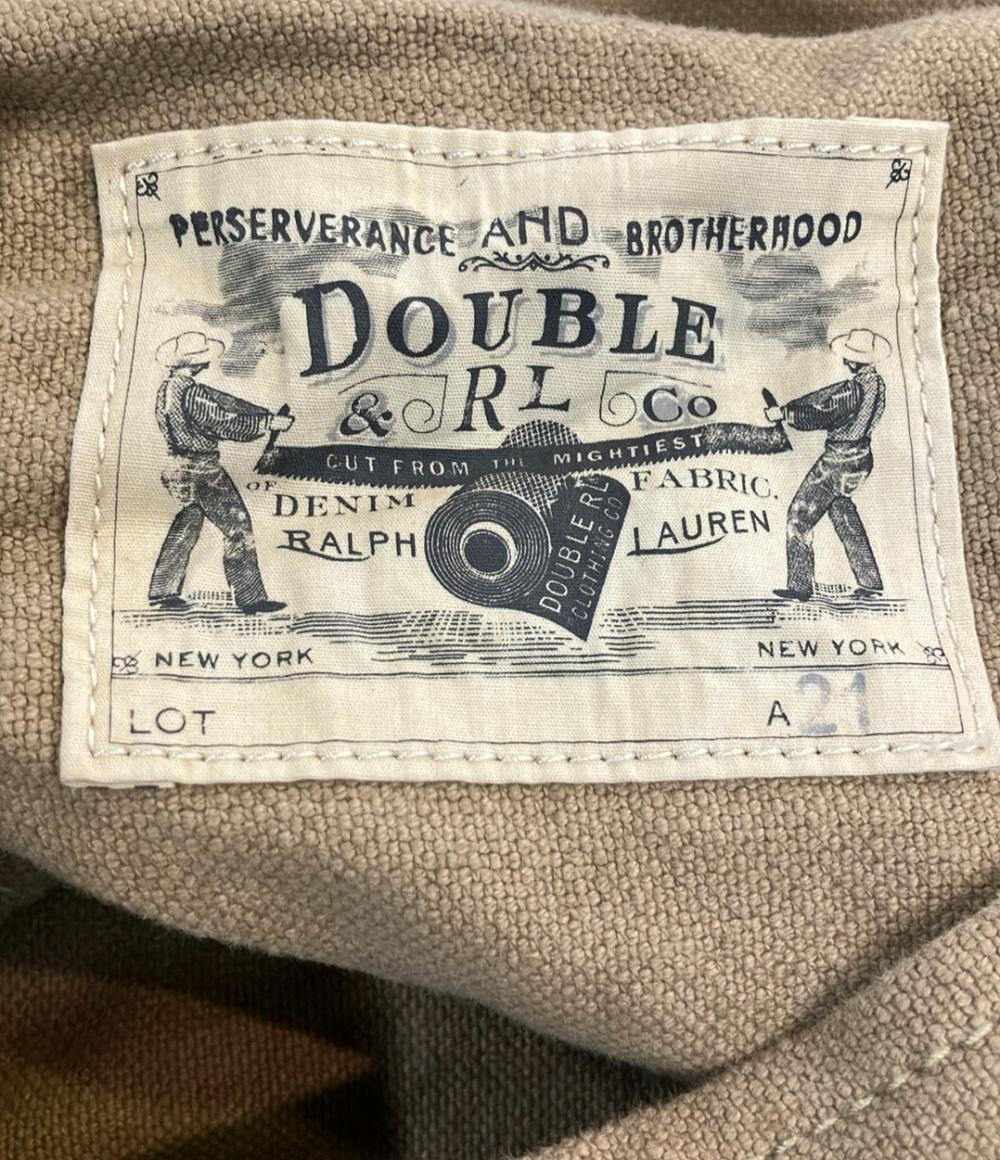 PERSERVERANCE AND BROTHERHOOD
DOUBLE
& RL Co
CUT FROM THE MIGHTIEST
OF DENIM FABRIC.
RALPH LAUREN
DOUBLE RL
CLOTHING CO
NEW YORK NEW YORK
LOT A 21